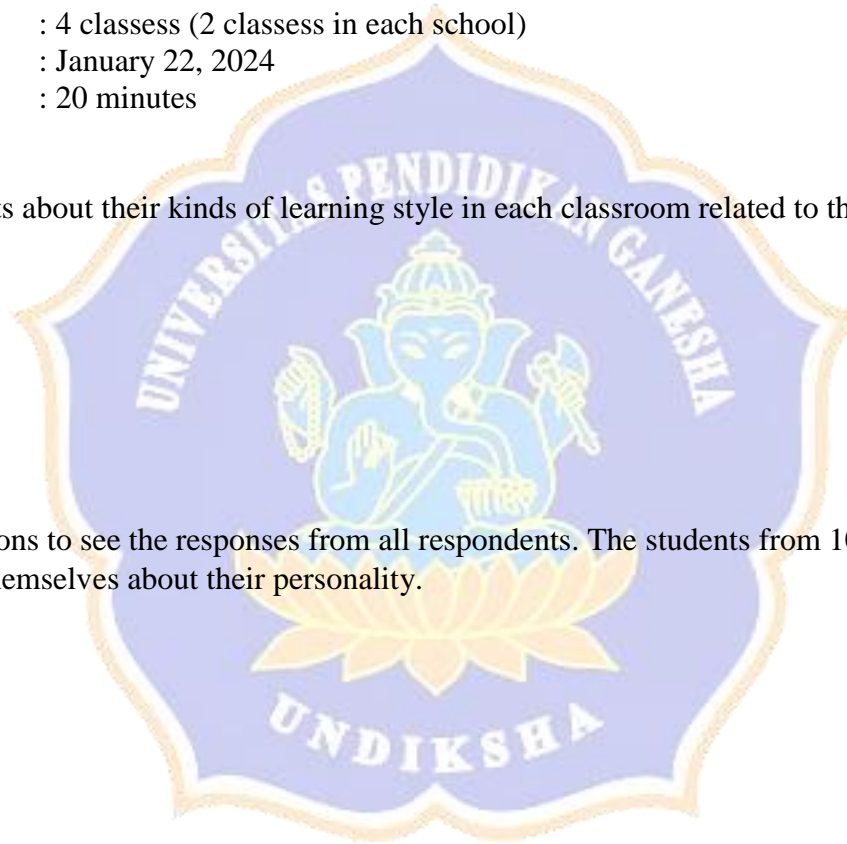 : 4 classess (2 classess in each school)
: January 22, 2024
: 20 minutes
ts about their kinds of learning style in each classroom related to th
ons to see the responses from all respondents. The students from 10
emselves about their personality.
UNIVERSITAS PENDIDIKAN GANESHA
UNDIKSHA